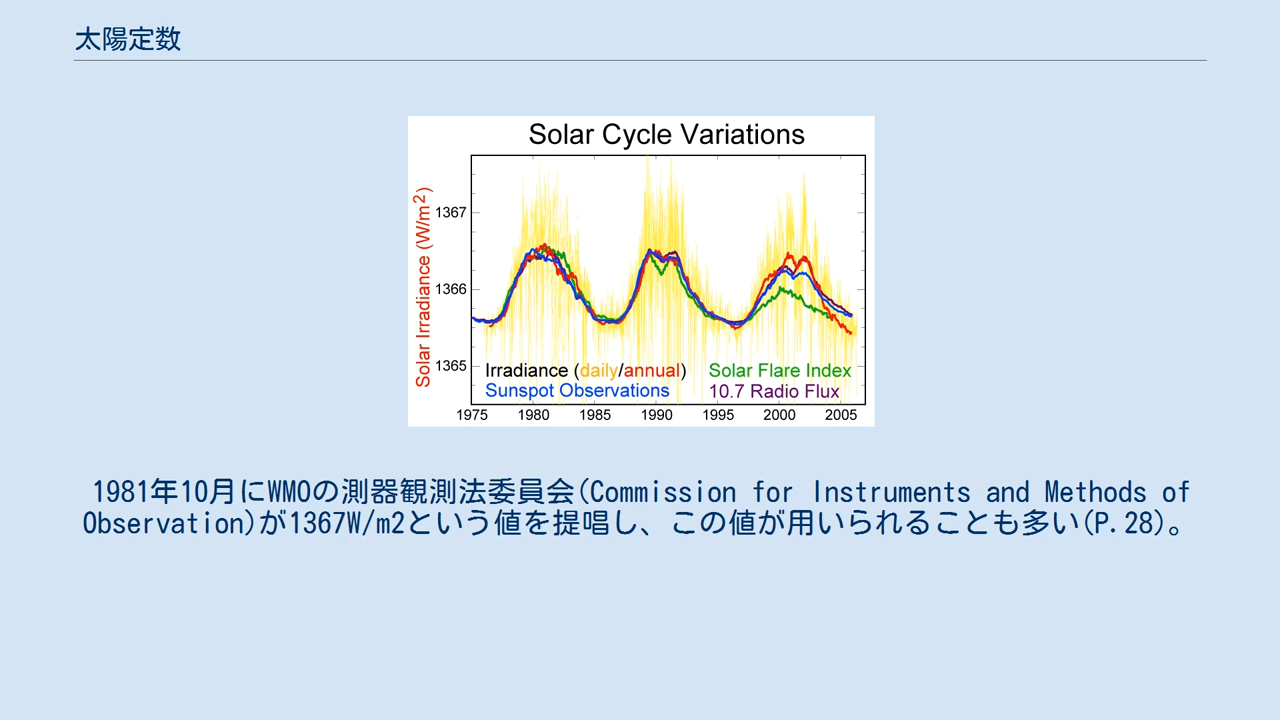 太陽定数
Solar Cycle Variations
Solar Irradiance (W/m2)
1367
1366
1365
Irradiance (daily/annual)
Solar Flare Index
Sunspot Observations
10.7 Radio Flux
1975 1980 1985 1990 1995 2000 2005
1981年10月にWMOの測器観測法委員会(Commission for Instruments and Methods of
Observation)が1367W/m2という値を提唱し、この値が用いられることも多い(P.28)。